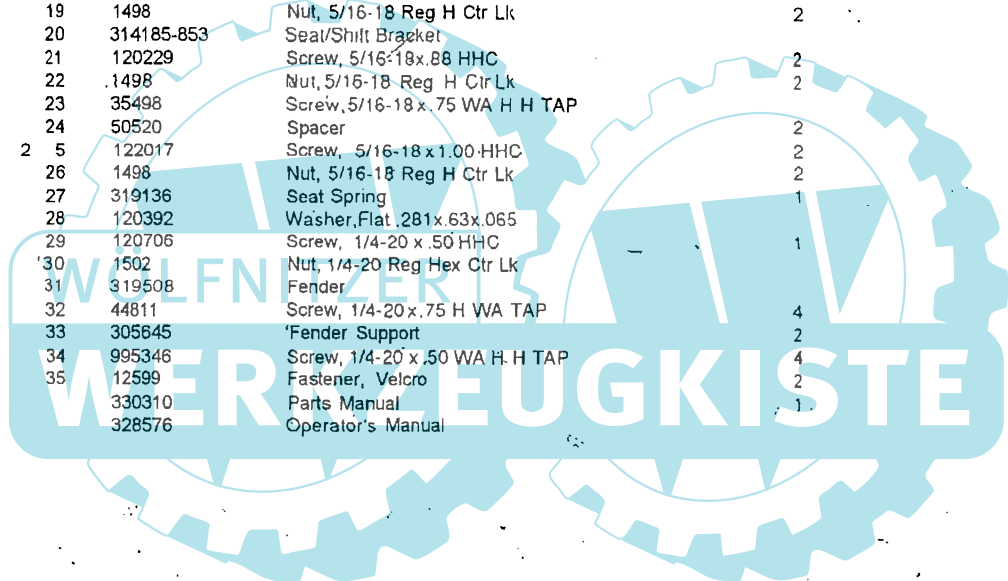 19 1498 Nut, 5/16-18 Reg H Ctr Lk 2
20 314185-853 Seat/Shift Bracket
21 120229 Screw, 5/16-18x.88 HHC 2
22 .1498 Nut, 5/16-18 Reg H Ctr Lk 2
23 35498 Screw, 5/16-18 x .75 WA H H TAP
24 50520 Spacer 2
2 5 122017 Screw, 5/16-18 x 1.00 HHC 2
26 1498 Nut, 5/16-18 Reg H Ctr Lk 2
27 319136 Seat Spring 1
28 120392 Washer,Flat .281x.63x.065
29 120706 Screw, 1/4-20 x .50 HHC 1
'30 1502 Nut, 1/4-20 Reg Hex Ctr Lk
31 319508 Fender
32 44811 Screw, 1/4-20 x .75 H WA TAP 4
33 305645 'Fender Support 2
34 995346 Screw, 1/4-20 x .50 WA H H TAP 4
35 12599 Fastener, Velcro 2
330310 Parts Manual 1
328576 Operator's Manual
WÖLFNITZER
WERKZEUGKISTE